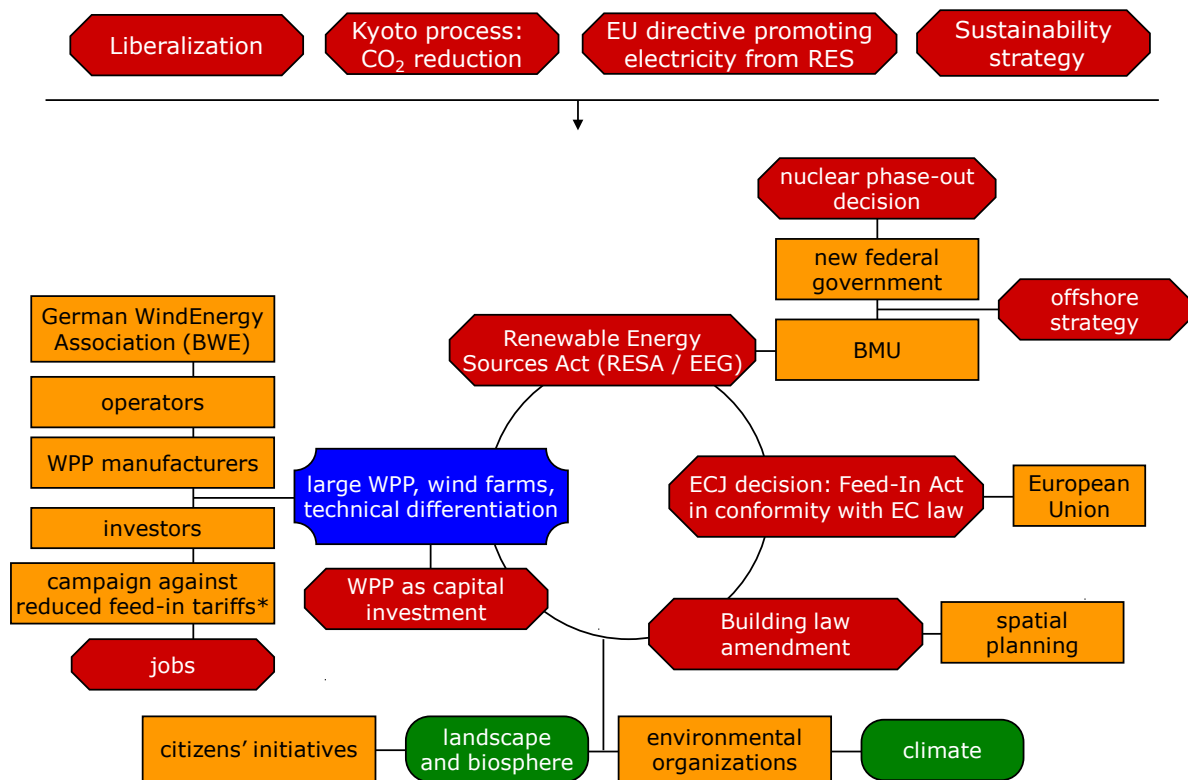 Liberalization
Kyoto process:
CO₂ reduction
EU directive promoting
electricity from RES
Sustainability
strategy
nuclear phase-out
decision
new federal
government
offshore
strategy
BMU
Renewable Energy
Sources Act (RESA / EEG)
German WindEnergy
Association (BWE)
operators
WPP manufacturers
investors
campaign against
reduced feed-in tariffs*
jobs
large WPP, wind farms,
technical differentiation
WPP as capital
investment
ECJ decision: Feed-In Act
in conformity with EC law
European
Union
Building law
amendment
spatial
planning
citizens’ initiatives
landscape
and biosphere
environmental
organizations
climate